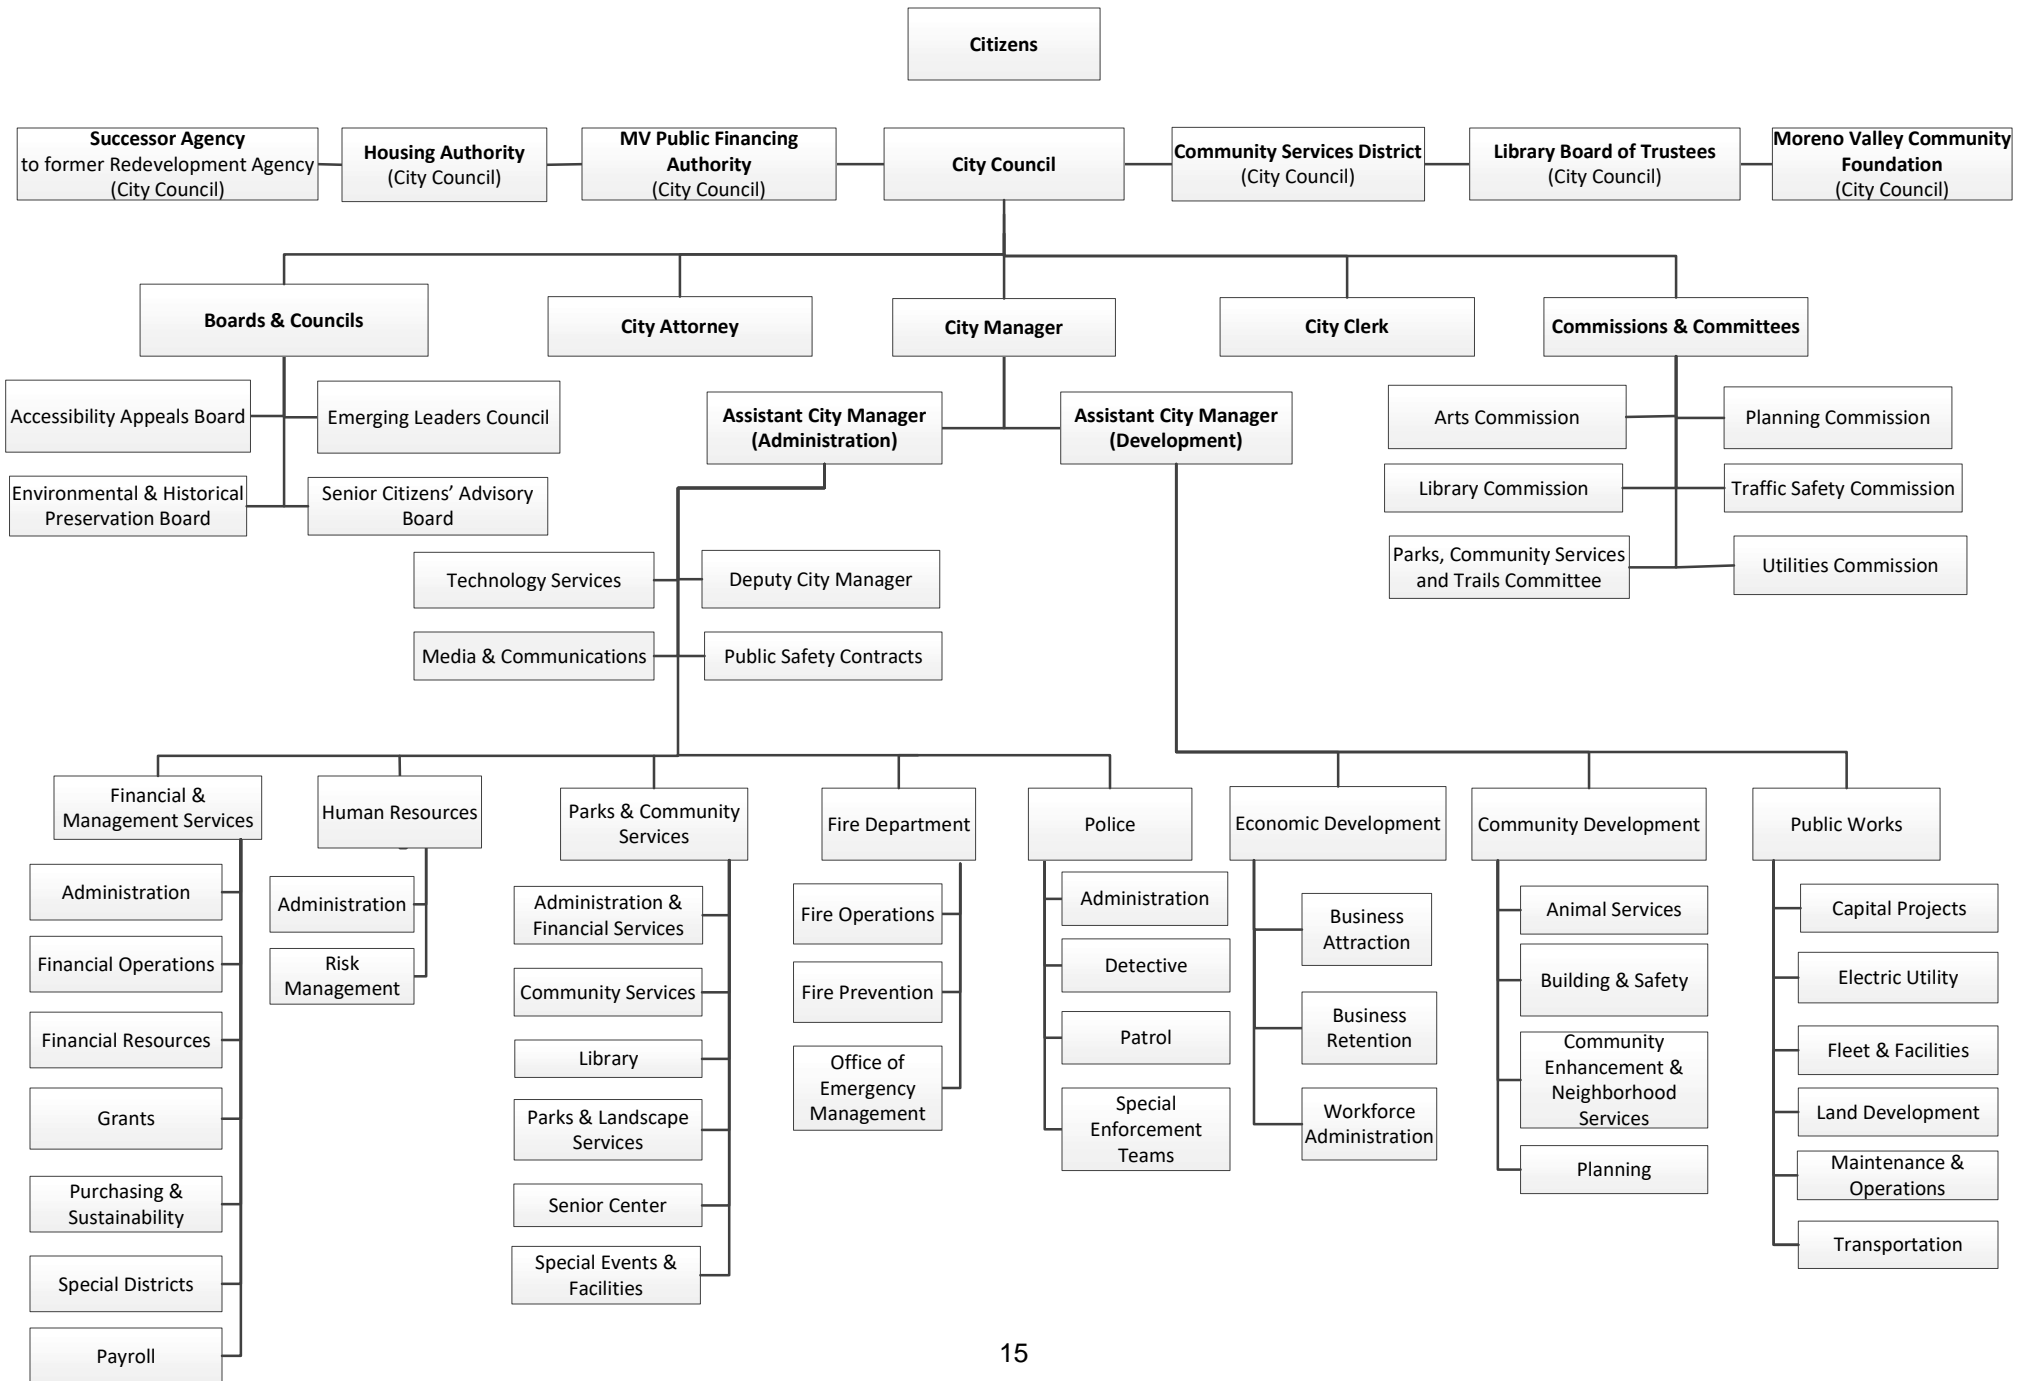 Citizens
Successor Agency
to former Redevelopment Agency
(City Council)
Housing Authority
(City Council)
MV Public Financing
Authority
(City Council)
City Council
Community Services District
(City Council)
Library Board of Trustees
(City Council)
Moreno Valley Community
Foundation
(City Council)
Boards & Councils
City Attorney
City Manager
City Clerk
Commissions & Committees
Accessibility Appeals Board
Emerging Leaders Council
Environmental & Historical
Preservation Board
Senior Citizens’ Advisory
Board
Assistant City Manager
(Administration)
Assistant City Manager
(Development)
Arts Commission
Planning Commission
Library Commission
Traffic Safety Commission
Parks, Community Services
and Trails Committee
Utilities Commission
Technology Services
Deputy City Manager
Media & Communications
Public Safety Contracts
Financial &
Management Services
Human Resources
Parks & Community
Services
Fire Department
Police
Economic Development
Community Development
Public Works
Administration
Financial Operations
Financial Resources
Grants
Purchasing &
Sustainability
Special Districts
Payroll
Administration
Risk
Management
Administration &
Financial Services
Community Services
Library
Parks & Landscape
Services
Senior Center
Special Events &
Facilities
Fire Operations
Fire Prevention
Office of
Emergency
Management
Administration
Detective
Patrol
Special
Enforcement
Teams
Business
Attraction
Business
Retention
Workforce
Administration
Animal Services
Building & Safety
Community
Enhancement &
Neighborhood
Services
Planning
Capital Projects
Electric Utility
Fleet & Facilities
Land Development
Maintenance &
Operations
Transportation
15